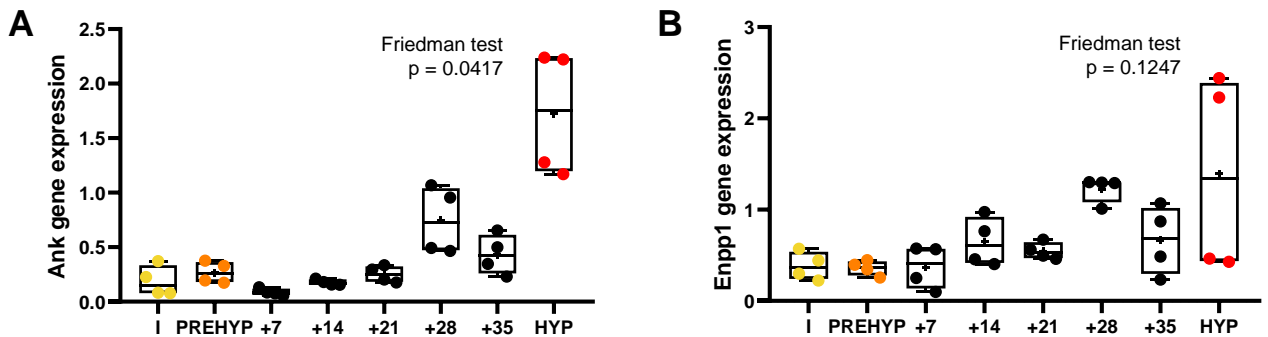 A
Friedman test
p = 0.0417
Ank gene expression
2.5
2.0
1.5
1.0
0.5
0.0
I PREHYP +7 +14 +21 +28 +35 HYP
B
Friedman test
p = 0.1247
Enpp1 gene expression
3
2
1
0
I PREHYP +7 +14 +21 +28 +35 HYP